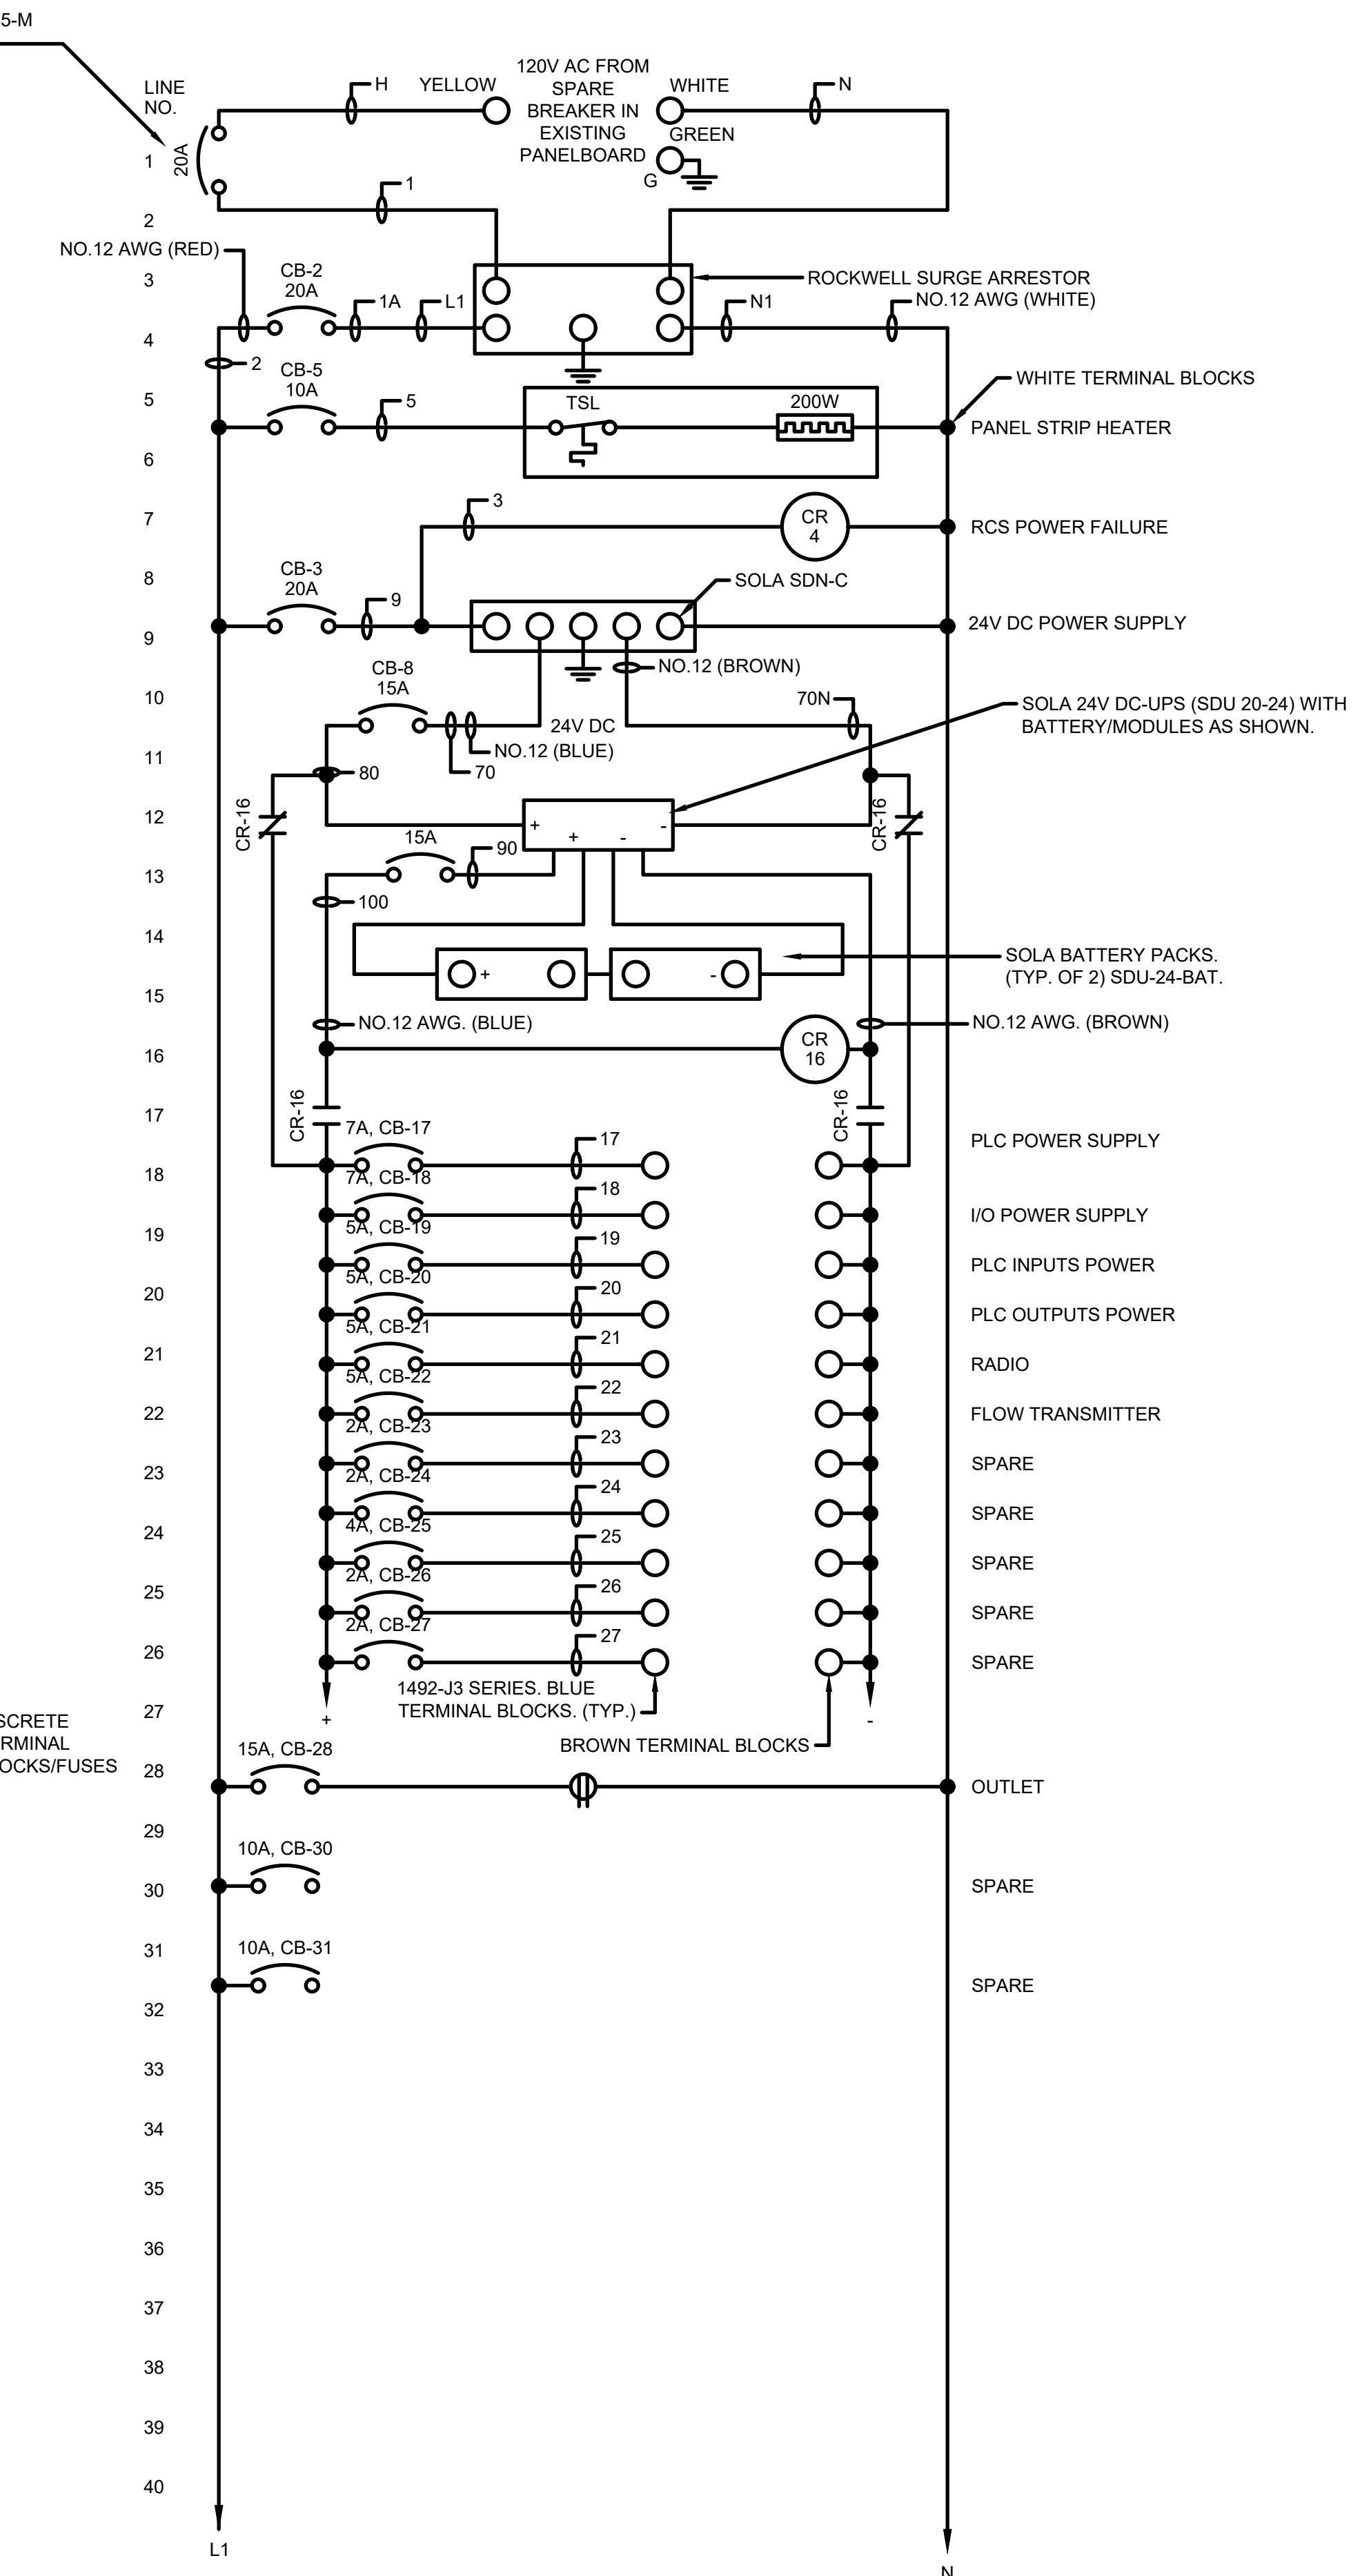 5-M
LINE
NO.
H
YELLOW
120V AC FROM
SPARE
BREAKER IN
EXISTING
PANELBOARD
WHITE
N
GREEN
G
1
20A
1
2
NO.12 AWG (RED)
3
CB-2
20A
1A
L1
ROCKWELL SURGE ARRESTOR
N1
NO.12 AWG (WHITE)
4
2
CB-5
10A
WHITE TERMINAL BLOCKS
5
5
TSL
200W
PANEL STRIP HEATER
6
3
7
CR
4
RCS POWER FAILURE
8
CB-3
20A
SOLA SDN-C
9
24V DC POWER SUPPLY
9
CB-8
15A
NO.12 (BROWN)
10
70N
SOLA 24V DC-UPS (SDU 20-24) WITH
BATTERY/MODULES AS SHOWN.
24V DC
NO.12 (BLUE)
11
80
70
12
CR-16
CR-16
+
+
-
-
15A
90
13
100
14
SOLA BATTERY PACKS.
(TYP. OF 2) SDU-24-BAT.
+
-
15
NO.12 AWG. (BLUE)
NO.12 AWG. (BROWN)
16
CR
16
17
CR-16
CR-16
7A, CB-17
17
PLC POWER SUPPLY
18
7A, CB-18
18
I/O POWER SUPPLY
19
5A, CB-19
19
PLC INPUTS POWER
20
5A, CB-20
20
PLC OUTPUTS POWER
21
5A, CB-21
21
RADIO
22
5A, CB-22
22
FLOW TRANSMITTER
23
2A, CB-23
23
SPARE
2A, CB-24
24
SPARE
24
4A, CB-25
25
SPARE
25
2A, CB-26
26
SPARE
26
2A, CB-27
27
SPARE
1492-J3 SERIES. BLUE
TERMINAL BLOCKS. (TYP.)
27
+
-
SCRETE
RMINAL
OCKS/FUSES
BROWN TERMINAL BLOCKS
28
15A, CB-28
OUTLET
29
10A, CB-30
30
SPARE
31
10A, CB-31
SPARE
32
33
34
35
36
37
38
39
40
L1
N